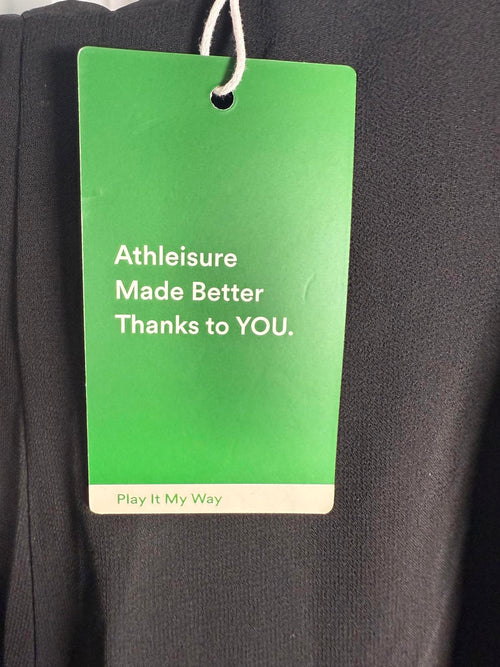 Athleisure
Made Better
Thanks to YOU.
Play It My Way